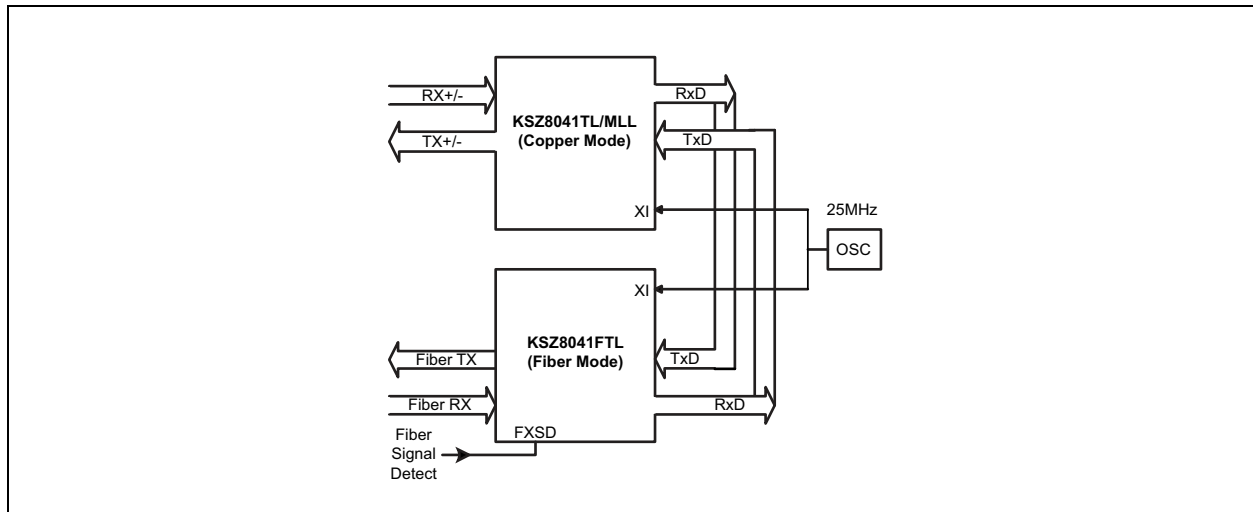 RX+/-
RxD
KSZ8041TL/MLL
(Copper Mode)
TX+/-
TxD
XI
25MHz
OSC
XI
KSZ8041FTL
(Fiber Mode)
Fiber TX
TxD
Fiber RX
RxD
FXSD
Fiber
Signal
Detect